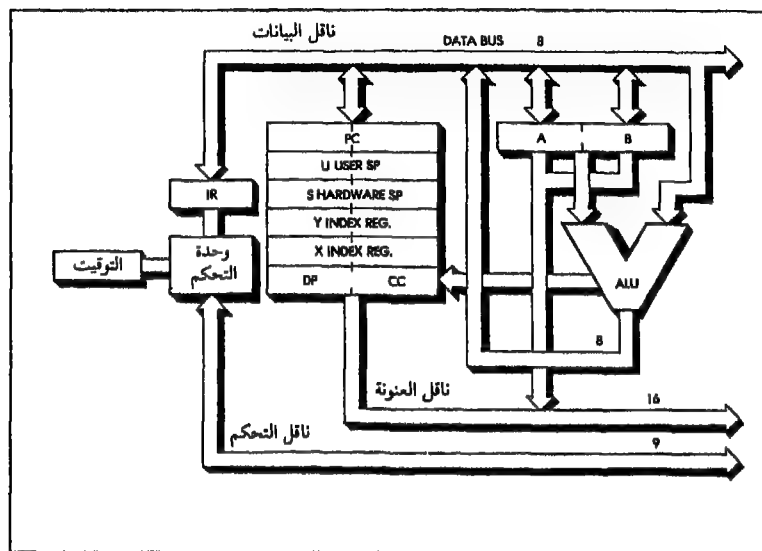 ناقل البيانات
DATA BUS 8
PC
A B
U USER SP
IR
S HARDWARE SP
Y INDEX REG.
وحدة
التحكم
التوقيت
X INDEX REG.
DP CC
ALU
8
ناقل العنونة
16
ناقل التحكم
9